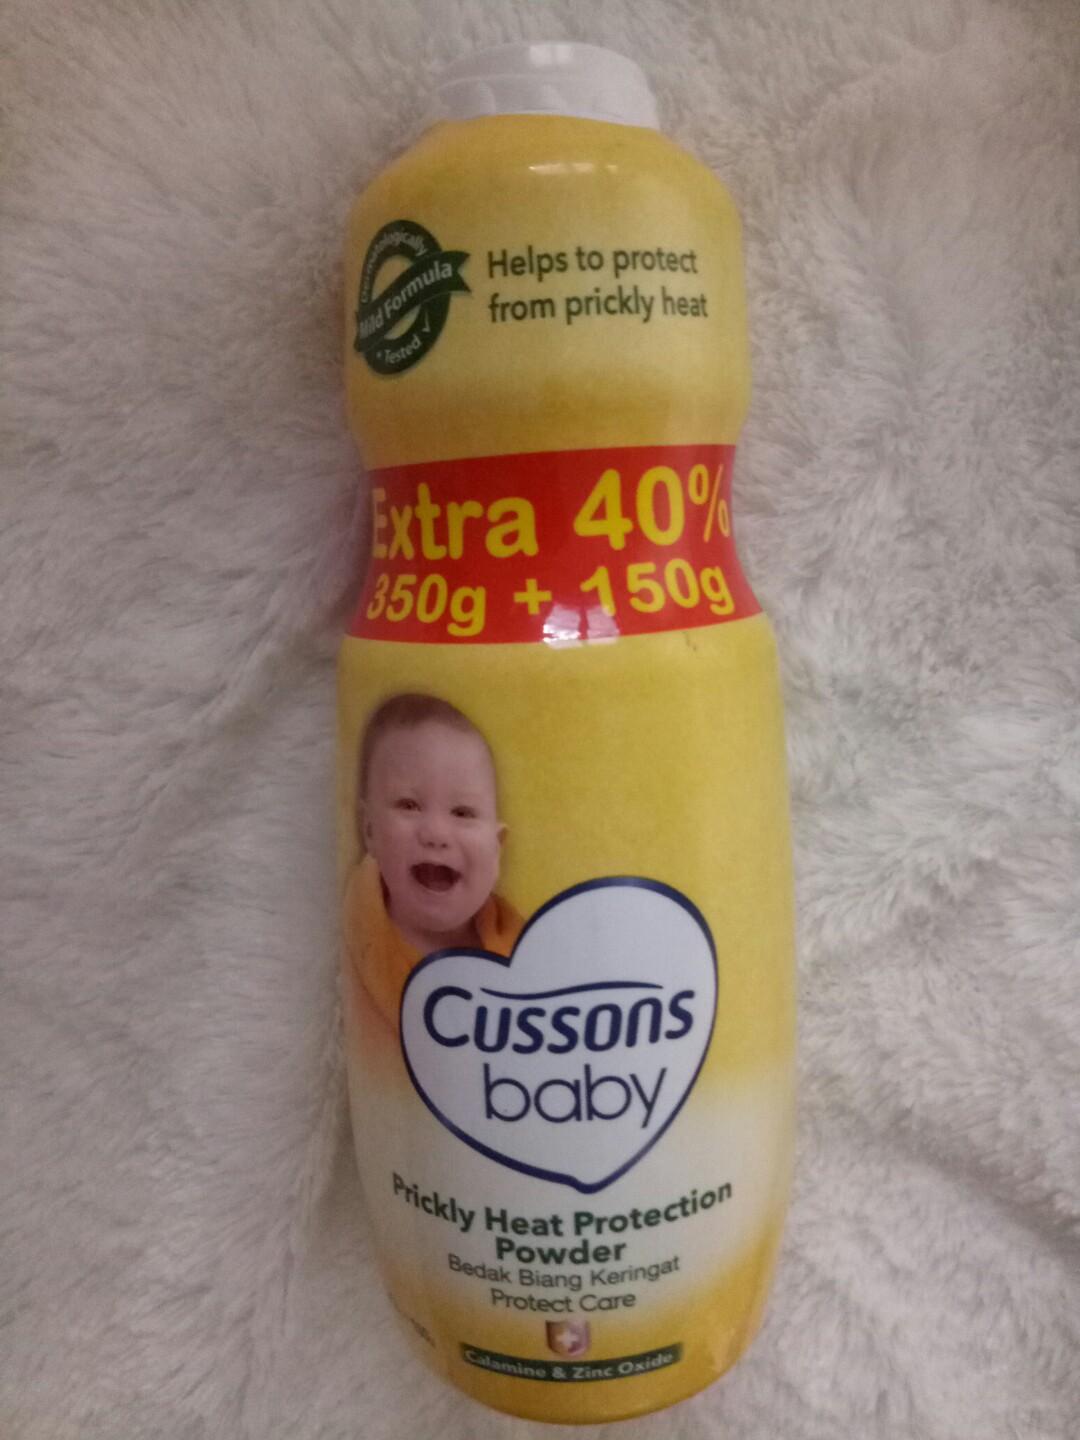 Dermatologically
Mild Formula
* Tested ✓
Helps to protect
from prickly heat
Extra 40%
350g + 150g
Cussons
baby
Prickly Heat Protection
Powder
Bedak Biang Keringat
Protect Care
Calamine & Zinc Oxide